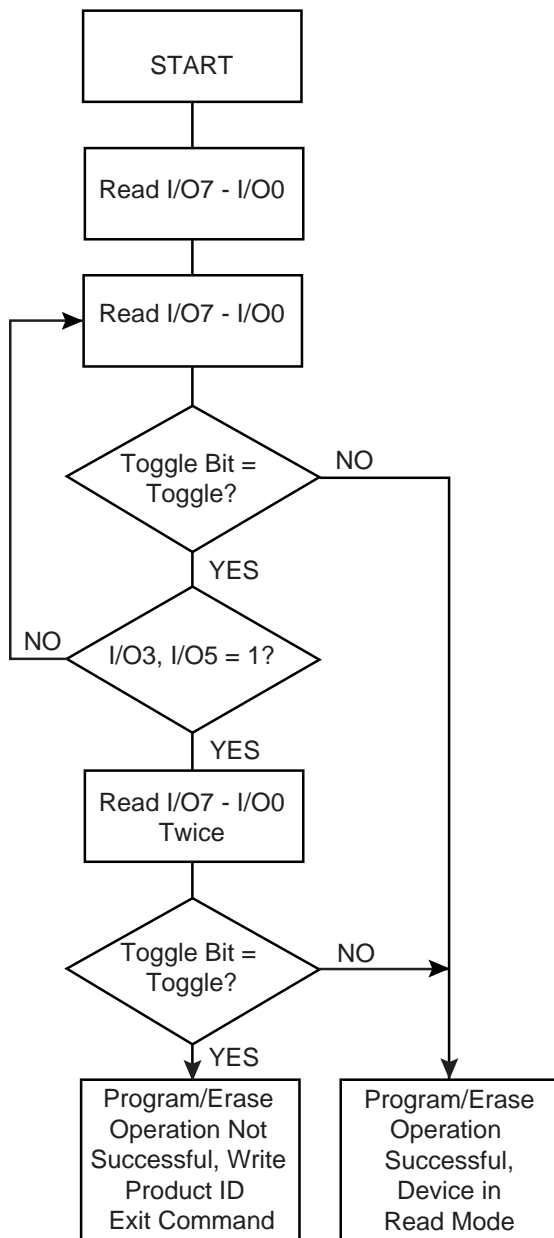 START
Read I/O7 - I/O0
Read I/O7 - I/O0
Toggle Bit =
Toggle?
NO
YES
I/O3, I/O5 = 1?
NO
YES
Read I/O7 - I/O0
Twice
Toggle Bit =
Toggle?
NO
YES
Program/Erase
Operation Not
Successful, Write
Product ID
Exit Command
Program/Erase
Operation
Successful,
Device in
Read Mode